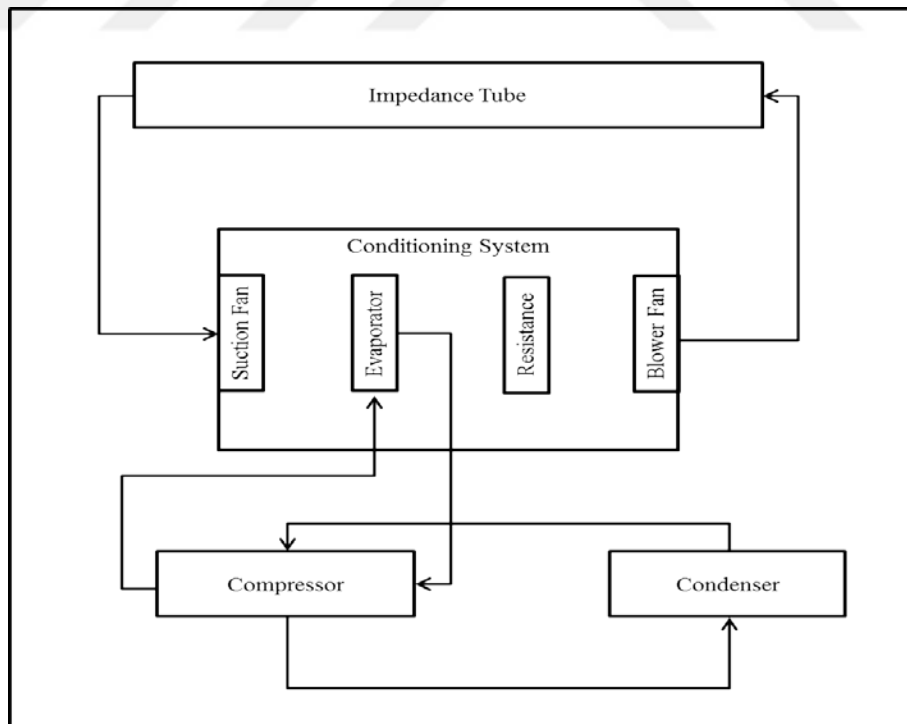 Impedance Tube
Conditioning System
Suction Fan
Evaporator
Resistance
Blower Fan
Compressor
Condenser